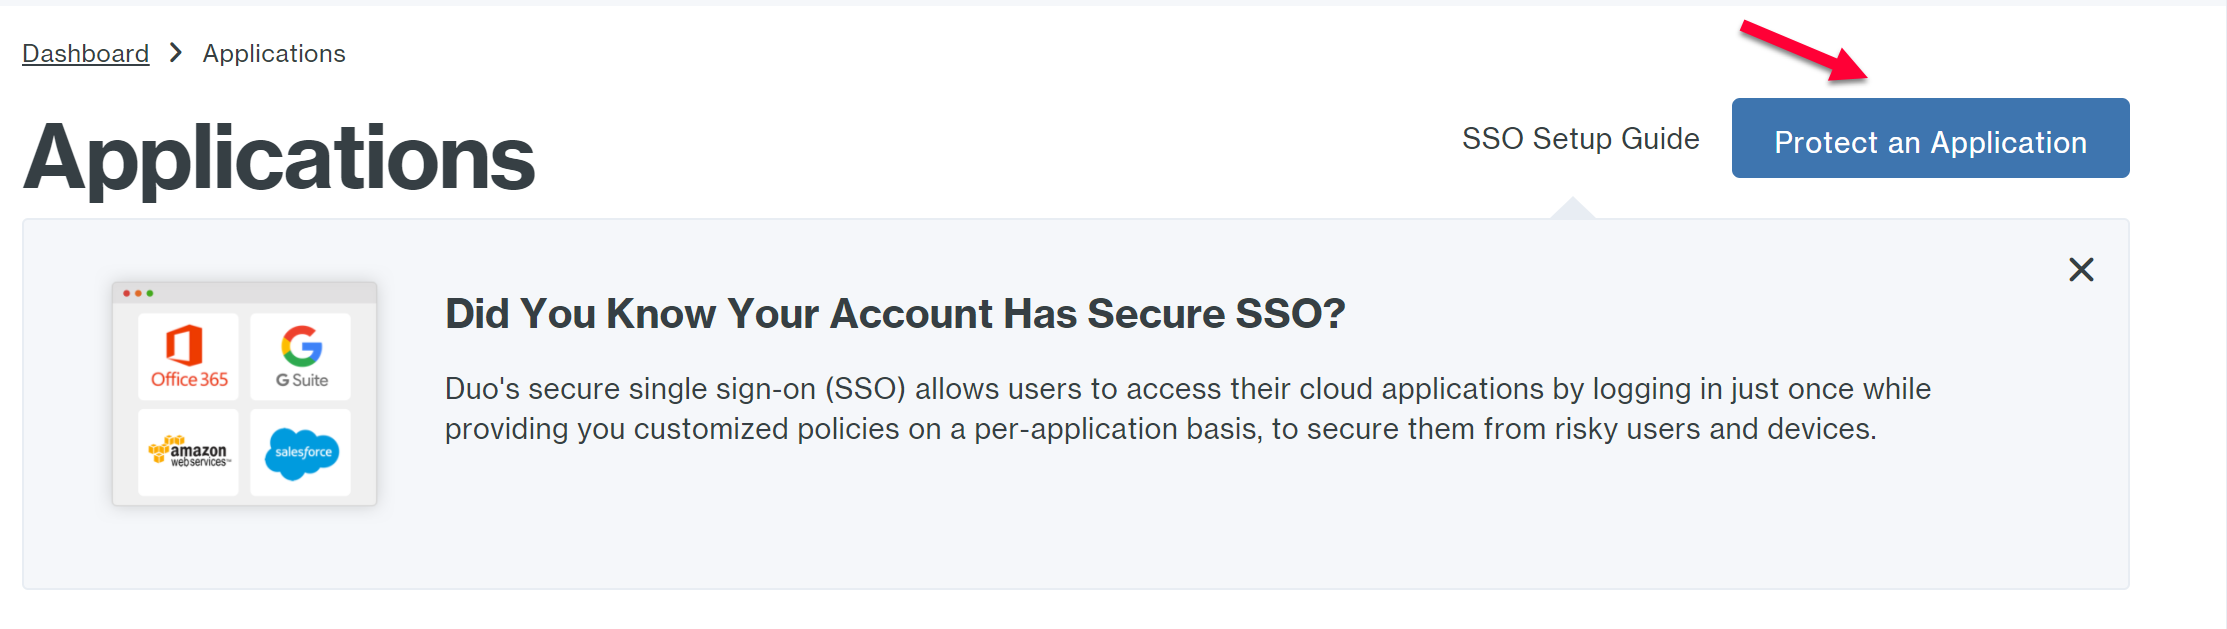 Dashboard > Applications
Applications
SSO Setup Guide
Protect an Application
Office 365
G Suite
amazon
webservices™
salesforce
Did You Know Your Account Has Secure SSO?
Duo's secure single sign-on (SSO) allows users to access their cloud applications by logging in just once while
providing you customized policies on a per-application basis, to secure them from risky users and devices.